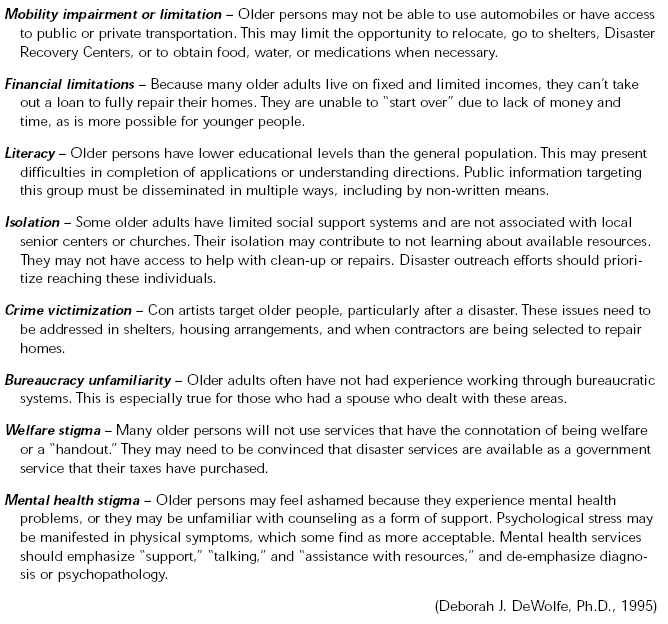 Mobility impairment or limitation – Older persons may not be able to use automobiles or have access
to public or private transportation. This may limit the opportunity to relocate, go to shelters, Disaster
Recovery Centers, or to obtain food, water, or medications when necessary.
Financial limitations – Because many older adults live on fixed and limited incomes, they can't take
out a loan to fully repair their homes. They are unable to "start over" due to lack of money and
time, as is more possible for younger people.
Literacy – Older persons have lower educational levels than the general population. This may present
difficulties in completion of applications or understanding directions. Public information targeting
this group must be disseminated in multiple ways, including by non-written means.
Isolation – Some older adults have limited social support systems and are not associated with local
senior centers or churches. Their isolation may contribute to not learning about available resources.
They may not have access to help with clean-up or repairs. Disaster outreach efforts should priori-
tize reaching these individuals.
Crime victimization – Con artists target older people, particularly after a disaster. These issues need to
be addressed in shelters, housing arrangements, and when contractors are being selected to repair
homes.
Bureaucracy unfamiliarity – Older adults often have not had experience working through bureaucratic
systems. This is especially true for those who had a spouse who dealt with these areas.
Welfare stigma – Many older persons will not use services that have the connotation of being welfare
or a "handout." They may need to be convinced that disaster services are available as a government
service that their taxes have purchased.
Mental health stigma – Older persons may feel ashamed because they experience mental health
problems, or they may be unfamiliar with counseling as a form of support. Psychological stress may
be manifested in physical symptoms, which some find as more acceptable. Mental health services
should emphasize "support," "talking," and "assistance with resources," and de-emphasize diagno-
sis or psychopathology.
(Deborah J. DeWolfe, Ph.D., 1995)